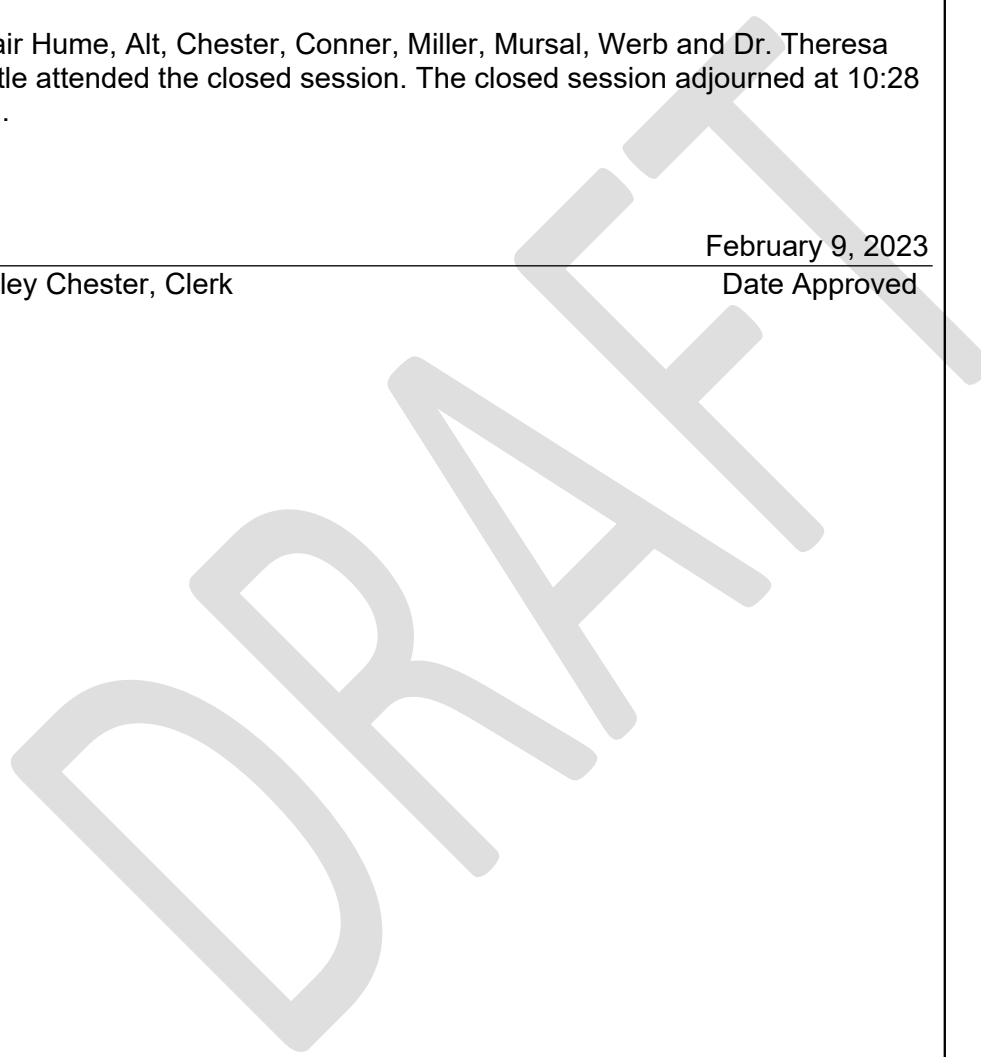 air Hume, Alt, Chester, Conner, Miller, Mursal, Werb and Dr. Theresa
tle attended the closed session. The closed session adjourned at 10:28
.
February 9, 2023
ley Chester, Clerk Date Approved
DRAFT